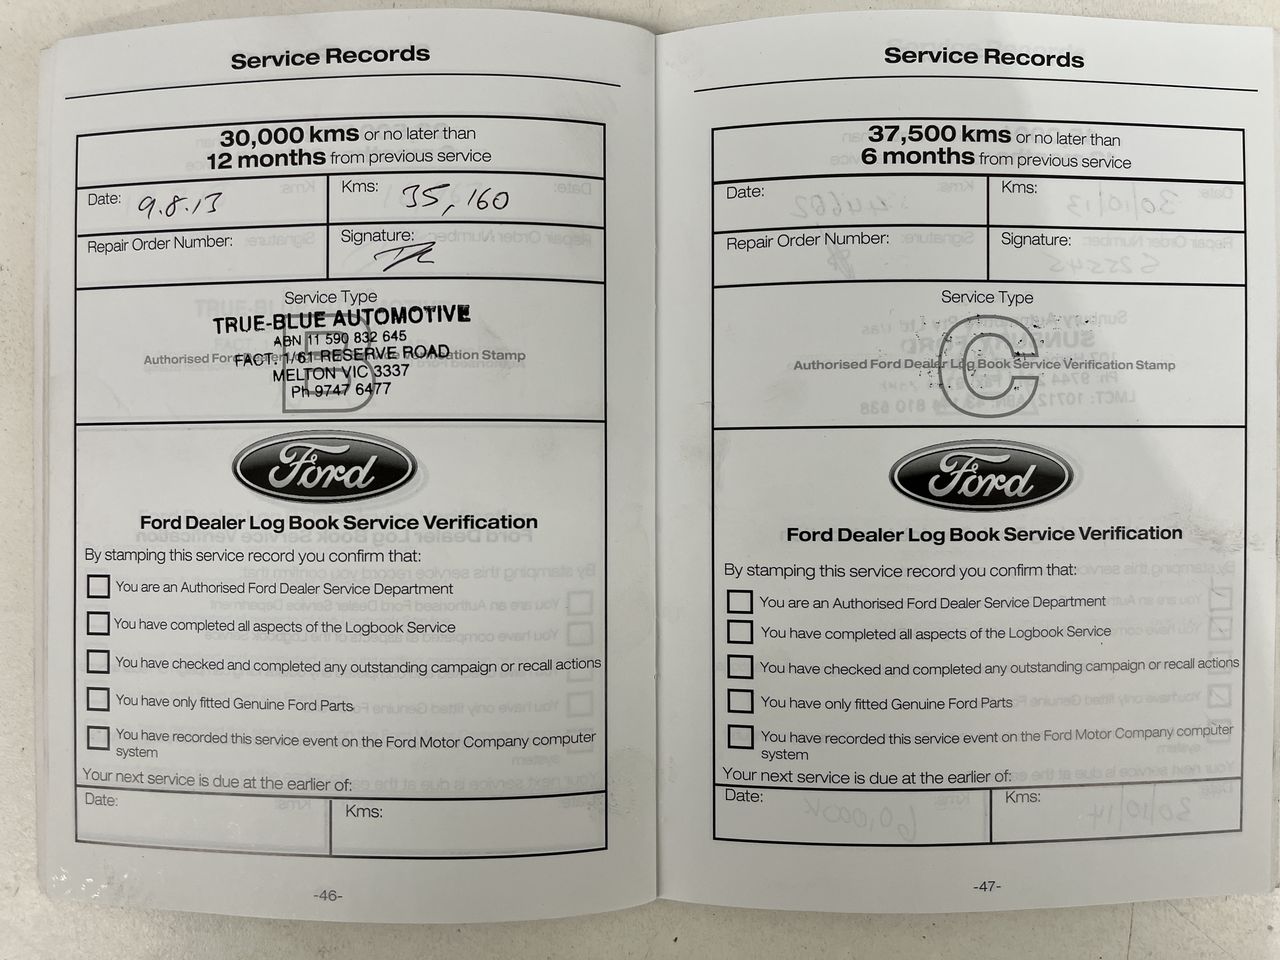 Service Records
30,000 kms or no later than
12 months from previous service
Date: 9.8.13
Kms: 35,160
Repair Order Number:
Signature:
Service Type
B
TRUE-BLUE AUTOMOTIVE
ABN 11 590 832 645
FACT. 1/61 RESERVE ROAD
MELTON VIC 3337
Ph 9747 6477
Authorised Ford Dealer Log Book Service Verification Stamp
Ford
Ford Dealer Log Book Service Verification
By stamping this service record you confirm that:
You are an Authorised Ford Dealer Service Department
You have completed all aspects of the Logbook Service
You have checked and completed any outstanding campaign or recall actions
You have only fitted Genuine Ford Parts
You have recorded this service event on the Ford Motor Company computer
system
Your next service is due at the earlier of:
Date:
Kms:
-46-
Service Records
37,500 kms or no later than
6 months from previous service
Date:
Kms:
Repair Order Number:
Signature:
Service Type
C
Authorised Ford Dealer Log Book Service Verification Stamp
Ford
Ford Dealer Log Book Service Verification
By stamping this service record you confirm that:
You are an Authorised Ford Dealer Service Department
You have completed all aspects of the Logbook Service
You have checked and completed any outstanding campaign or recall actions
You have only fitted Genuine Ford Parts
You have recorded this service event on the Ford Motor Company computer
system
Your next service is due at the earlier of:
Date:
Kms:
-47-